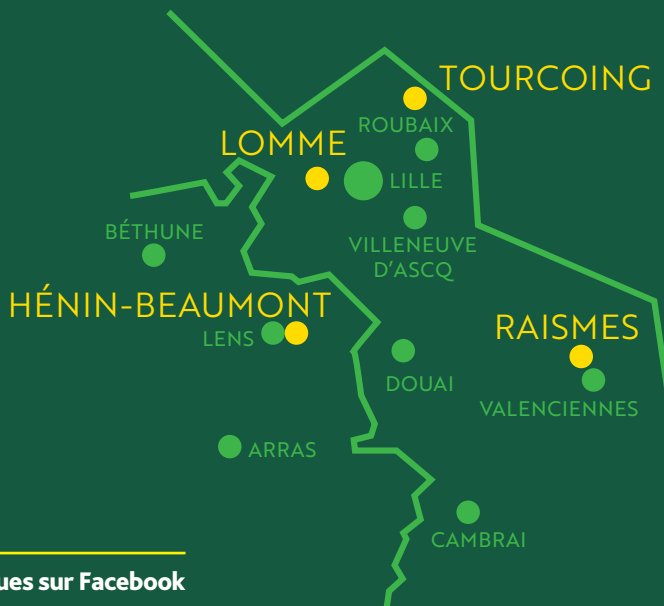 TOURCOING
ROUBAIX
LOMME
LILLE
BÉTHUNE
VILLENEUVE
D'ASCQ
HÉNIN-BEAUMONT
LENS
RAISMES
DOUAI
VALENCIENNES
ARRAS
CAMBRAI
ues sur Facebook